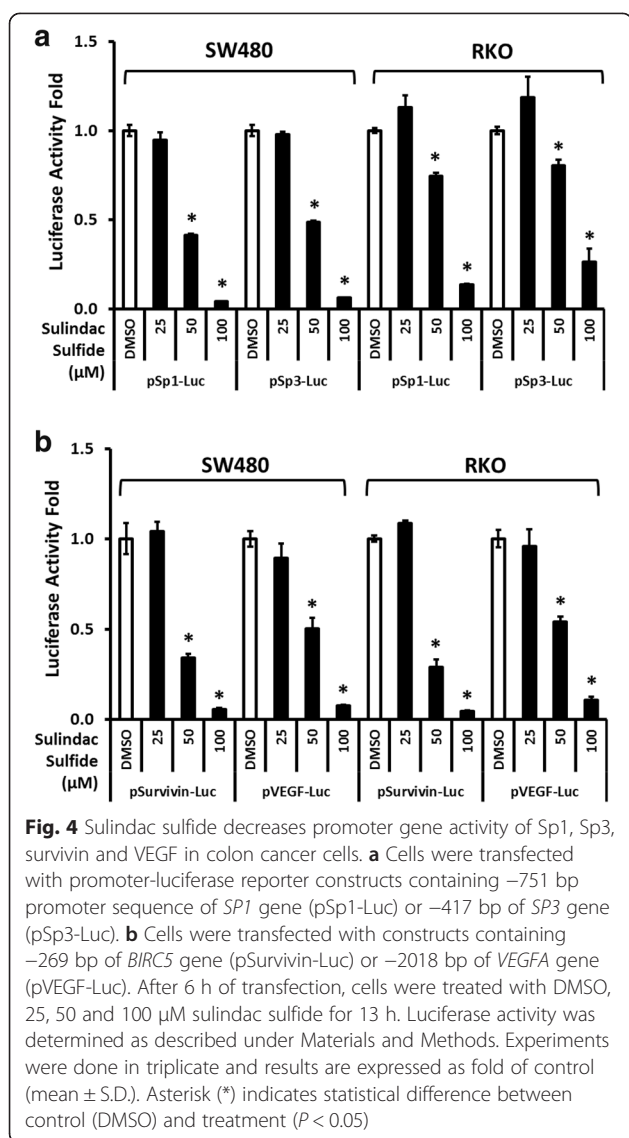 a
SW480 RKO
1.5
1.0
0.5
0.0
Luciferase Activity Fold
* * * * * * * *
Sulindac Sulfide (µM)
DMSO 25 50 100 DMSO 25 50 100 DMSO 25 50 100 DMSO 25 50 100
pSp1-Luc pSp3-Luc pSp1-Luc pSp3-Luc
b
SW480 RKO
1.5
1.0
0.5
0.0
Luciferase Activity Fold
* * * * * * * *
Sulindac Sulfide (µM)
DMSO 25 50 100 DMSO 25 50 100 DMSO 25 50 100 DMSO 25 50 100
pSurvivin-Luc pVEGF-Luc pSurvivin-Luc pVEGF-Luc
Fig. 4 Sulindac sulfide decreases promoter gene activity of Sp1, Sp3,
survivin and VEGF in colon cancer cells. a Cells were transfected
with promoter-luciferase reporter constructs containing −751 bp
promoter sequence of SP1 gene (pSp1-Luc) or −417 bp of SP3 gene
(pSp3-Luc). b Cells were transfected with constructs containing
−269 bp of BIRC5 gene (pSurvivin-Luc) or −2018 bp of VEGFA gene
(pVEGF-Luc). After 6 h of transfection, cells were treated with DMSO,
25, 50 and 100 μM sulindac sulfide for 13 h. Luciferase activity was
determined as described under Materials and Methods. Experiments
were done in triplicate and results are expressed as fold of control
(mean ± S.D.). Asterisk (*) indicates statistical difference between
control (DMSO) and treatment (P < 0.05)